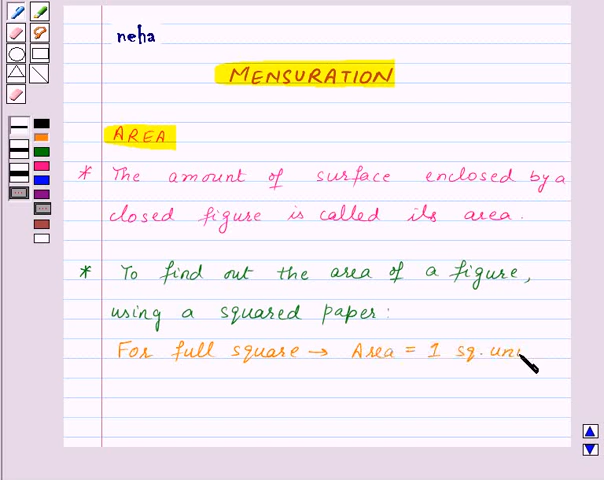 neha
MENSURATION
AREA
* The amount of surface enclosed by a
closed figure is called its area.
* To find out the area of a figure,
using a squared paper:
For full square → Area = 1 sq. uni